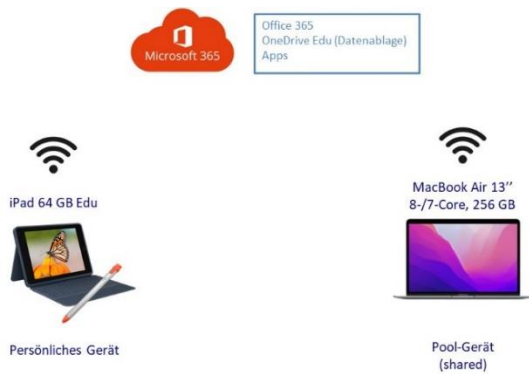 Microsoft 365
Office 365
OneDrive Edu (Datenablage)
Apps
iPad 64 GB Edu
MacBook Air 13’’
8-/7-Core, 256 GB
Persönliches Gerät
Pool-Gerät
(shared)